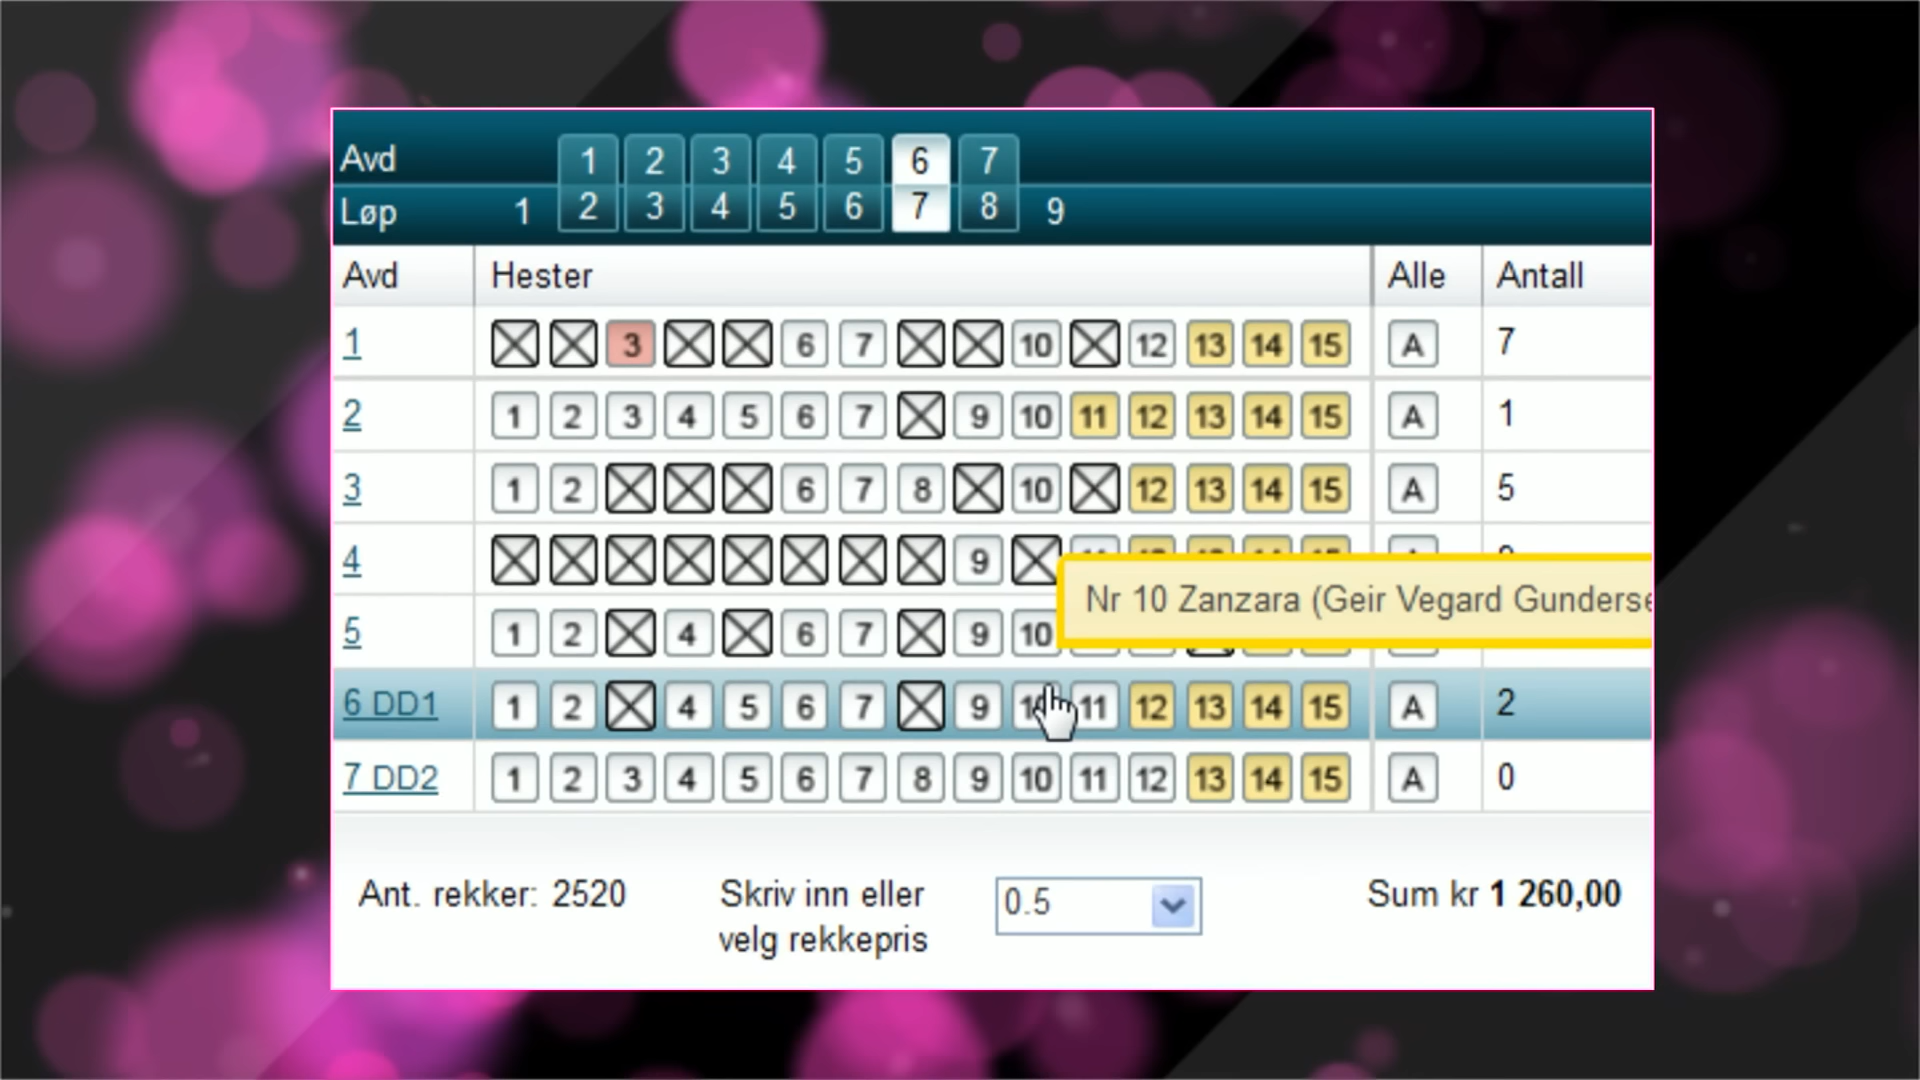 Avd 1 2 3 4 5 6 7
Løp 1 2 3 4 5 6 7 8 9
Avd Hester Alle Antall
1 3 6 7 10 12 13 14 15 A 7
2 1 2 3 4 5 6 7 9 10 11 12 13 14 15 A 1
3 1 2 6 7 8 10 12 13 14 15 A 5
4 9
Nr 10 Zanzara (Geir Vegard Gunderse
5 1 2 4 6 7 9 10
6 DD1 1 2 4 5 6 7 9 10 11 12 13 14 15 A 2
7 DD2 1 2 3 4 5 6 7 8 9 10 11 12 13 14 15 A 0
Ant. rekker: 2520 Skriv inn eller 0.5 Sum kr 1 260,00
velg rekkepris